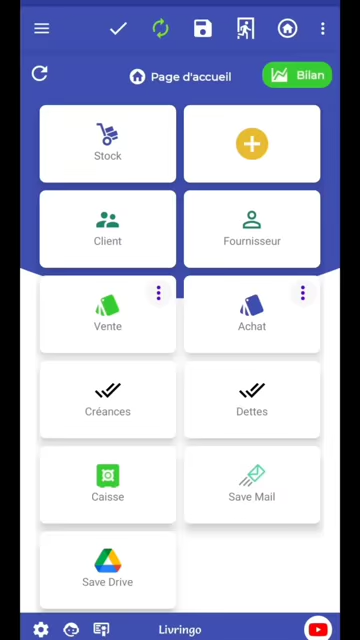 Page d'accueil
Bilan
Stock
Client
Fournisseur
Vente
Achat
Créances
Dettes
Caisse
Save Mail
Save Drive
Livringo